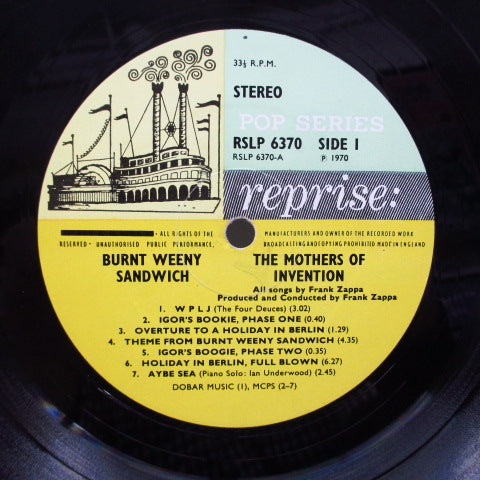 33⅓ R.P.M.
STEREO
POP SERIES
RSLP 6370 SIDE 1
RSLP 6370-A P 1970
reprise:
• ALL RIGHTS OF THE MANUFACTURERS AND OWNER OF THE RECORDED WORK
RESERVED • UNAUTHORISED PUBLIC PERFORMANCE, BROADCASTING AND COPYING PROHIBITED MADE IN ENGLAND
BURNT WEENY
SANDWICH
THE MOTHERS OF
INVENTION
All songs by Frank Zappa
Produced and Conducted by Frank Zappa
1. W P L J (The Four Deuces) (3.02)
2. IGOR'S BOOKIE, PHASE ONE (0.40)
3. OVERTURE TO A HOLIDAY IN BERLIN (1.29)
4. THEME FROM BURNT WEENY SANDWICH (4.35)
5. IGOR'S BOOGIE, PHASE TWO (0.35)
6. HOLIDAY IN BERLIN, FULL BLOWN (6.27)
7. AYBE SEA (Piano Solo: Ian Underwood) (2.45)
DOBAR MUSIC (1), MCPS (2-7)